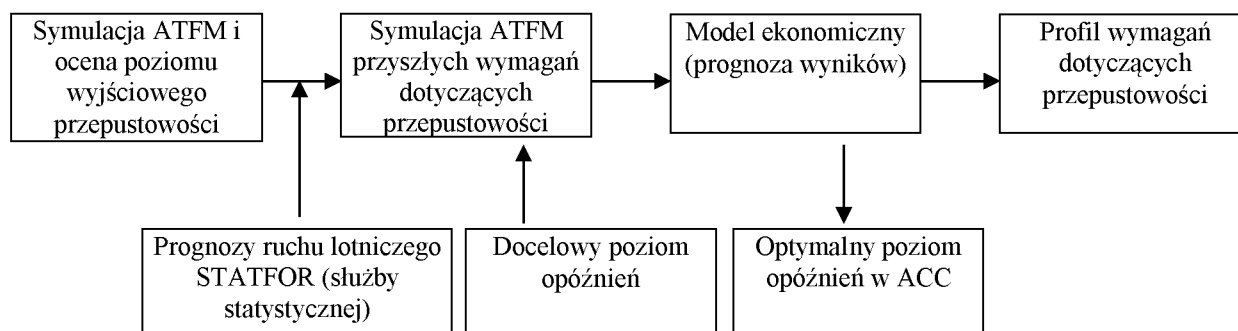 Symulacja ATFM i
ocena poziomu
wyjściowego
przepustowości
Symulacja ATFM
przyszłych wymagań
dotyczących
przepustowości
Model ekonomiczny
(prognoza wyników)
Profil wymagań
dotyczących
przepustowości
Prognozy ruchu lotniczego
STATFOR (służby
statystycznej)
Docelowy poziom
opóźnień
Optymalny poziom
opóźnień w ACC